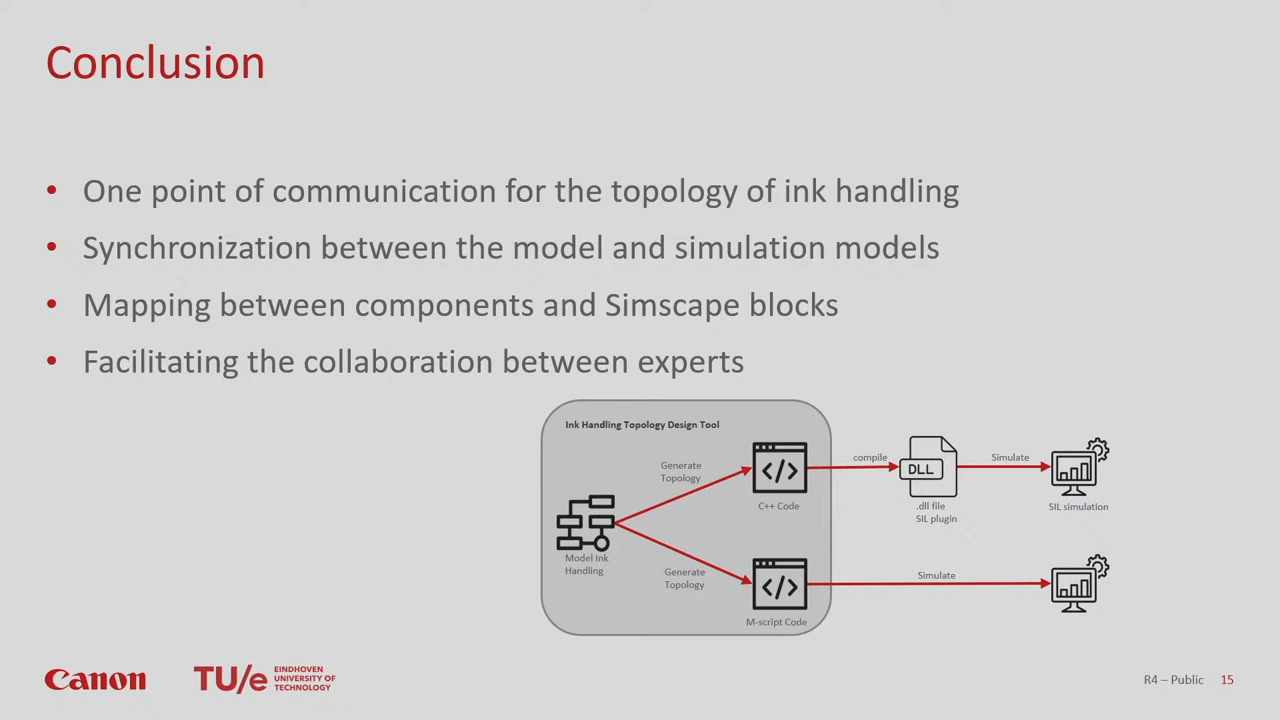 Conclusion
• One point of communication for the topology of ink handling
• Synchronization between the model and simulation models
• Mapping between components and Simscape blocks
• Facilitating the collaboration between experts
Ink Handling Topology Design Tool
Generate
Topology
</>
C++ Code
compile
DLL
.dll file
SIL plugin
Simulate
SIL simulation
Model Ink
Handling
Generate
Topology
</>
M-script Code
Simulate
Canon
TU/e
EINDHOVEN
UNIVERSITY OF
TECHNOLOGY
R4 – Public 15